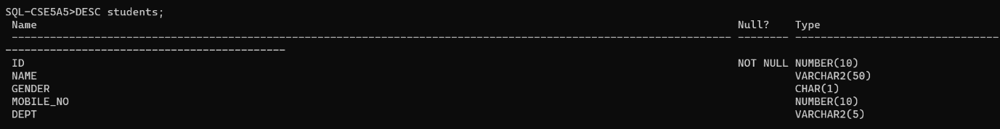 SQL-CSE5A5>DESC students;
Name Null? Type
----------------------------------------------------------------------------------------------------------------- -------- --------------------------------
--------------------------------------------
ID NOT NULL NUMBER(10)
NAME VARCHAR2(50)
GENDER CHAR(1)
MOBILE_NO NUMBER(10)
DEPT VARCHAR2(5)